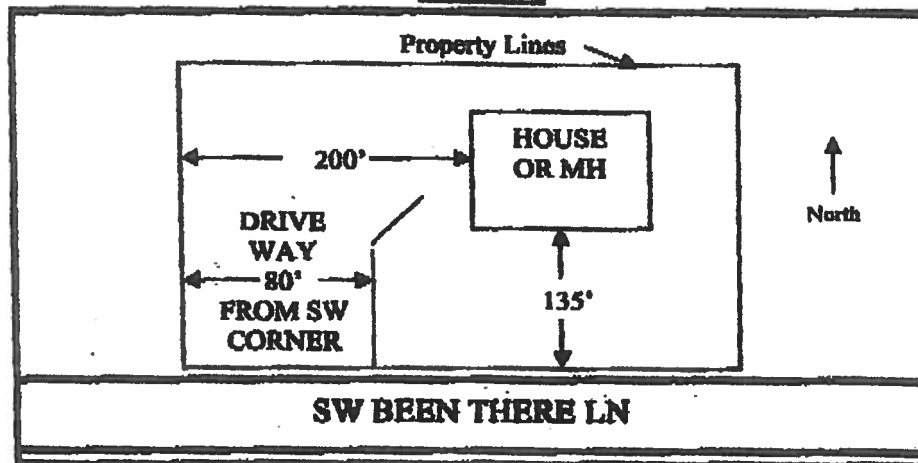 Property Lines
HOUSE
OR MH
200'
North
DRIVE
WAY
80'
FROM SW
CORNER
135'
SW BEEN THERE LN